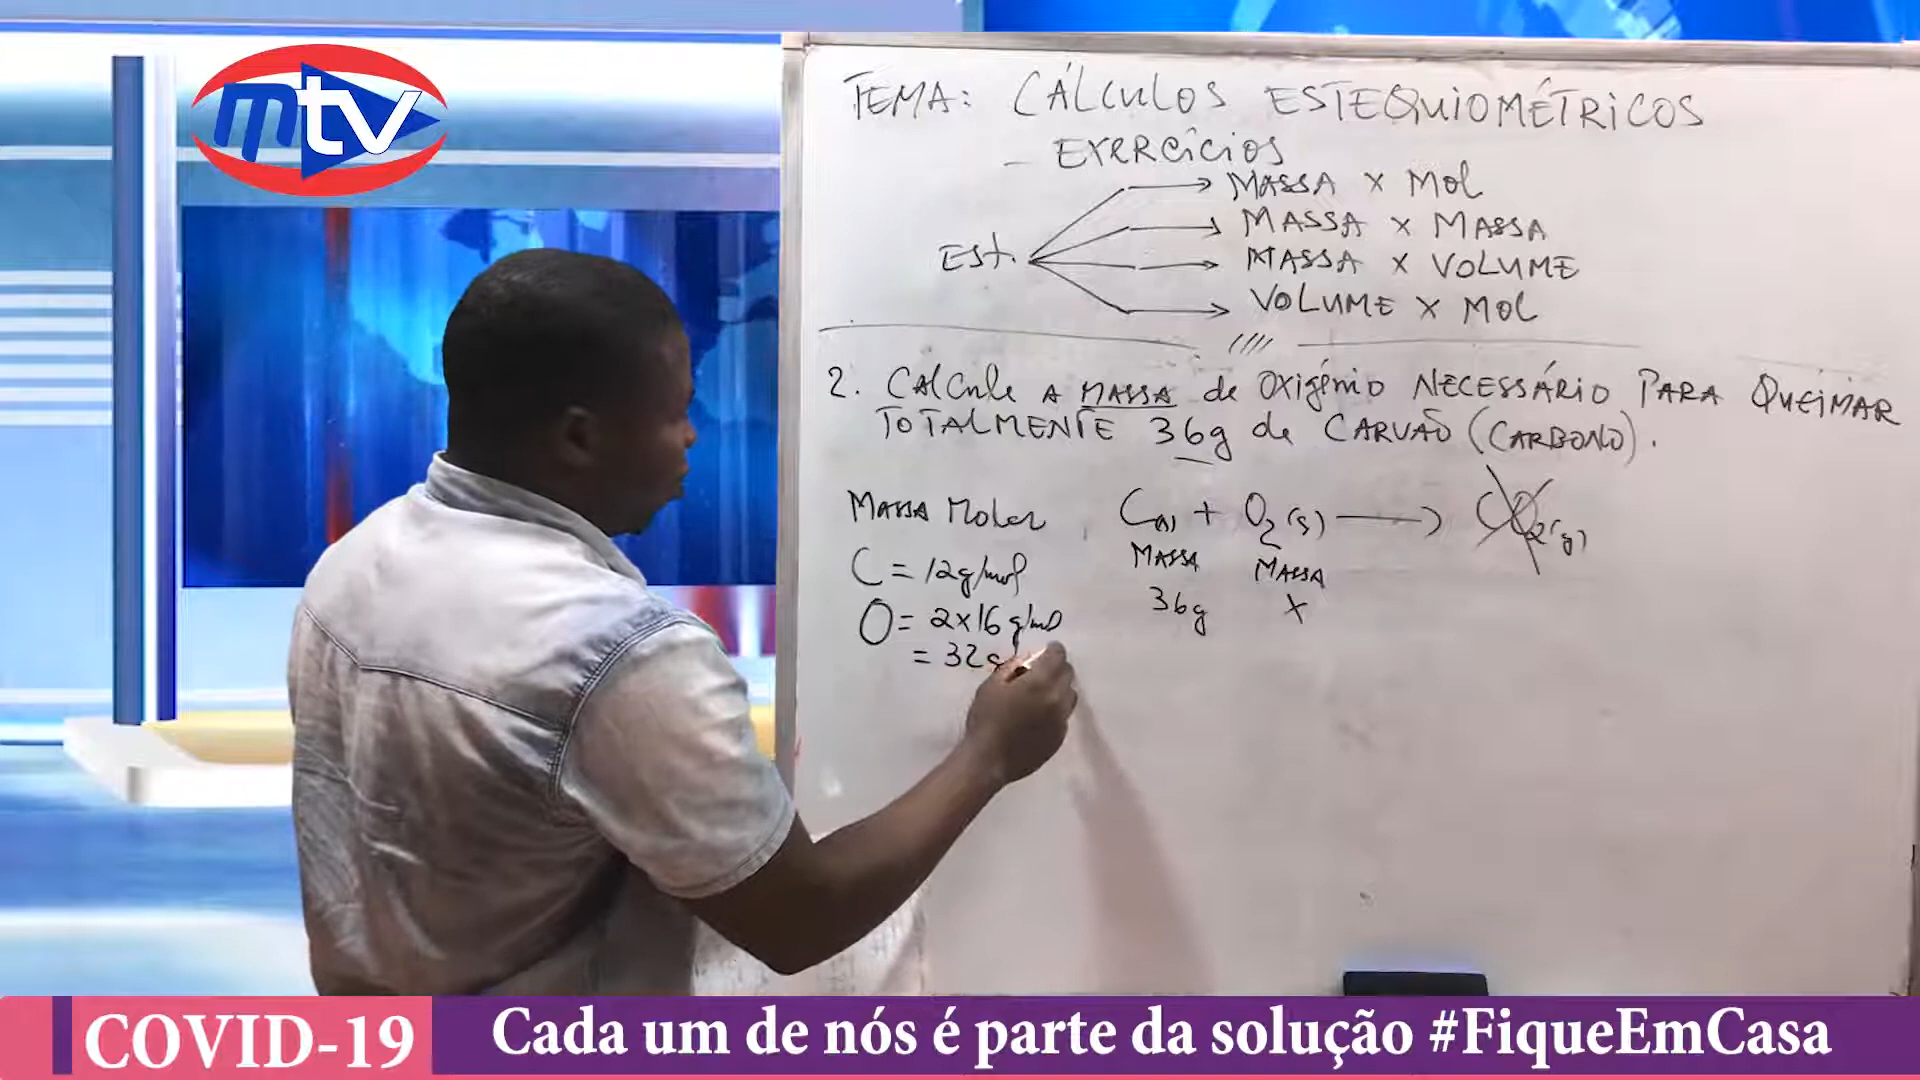 mtv
TEMA: CÁLCULOS ESTEQUIOMÉTRICOS
- EXERCÍCIOS
Est.
MASSA x MOL
MASSA x MASSA
MASSA x VOLUME
VOLUME x MOL
2. CALCULE A MASSA de OXIGÉNIO NECESSÁRIO PARA QUEIMAR
TOTALMENTE 36g de CARVÃO (CARBONO).
MASSA Molar
C(s) + O2(g) → CO2(g)
MASSA MASSA
36g X
C = 12g/mol
O = 2x16 g/mol
= 32g/
COVID-19
Cada um de nós é parte da solução #FiqueEmCasa